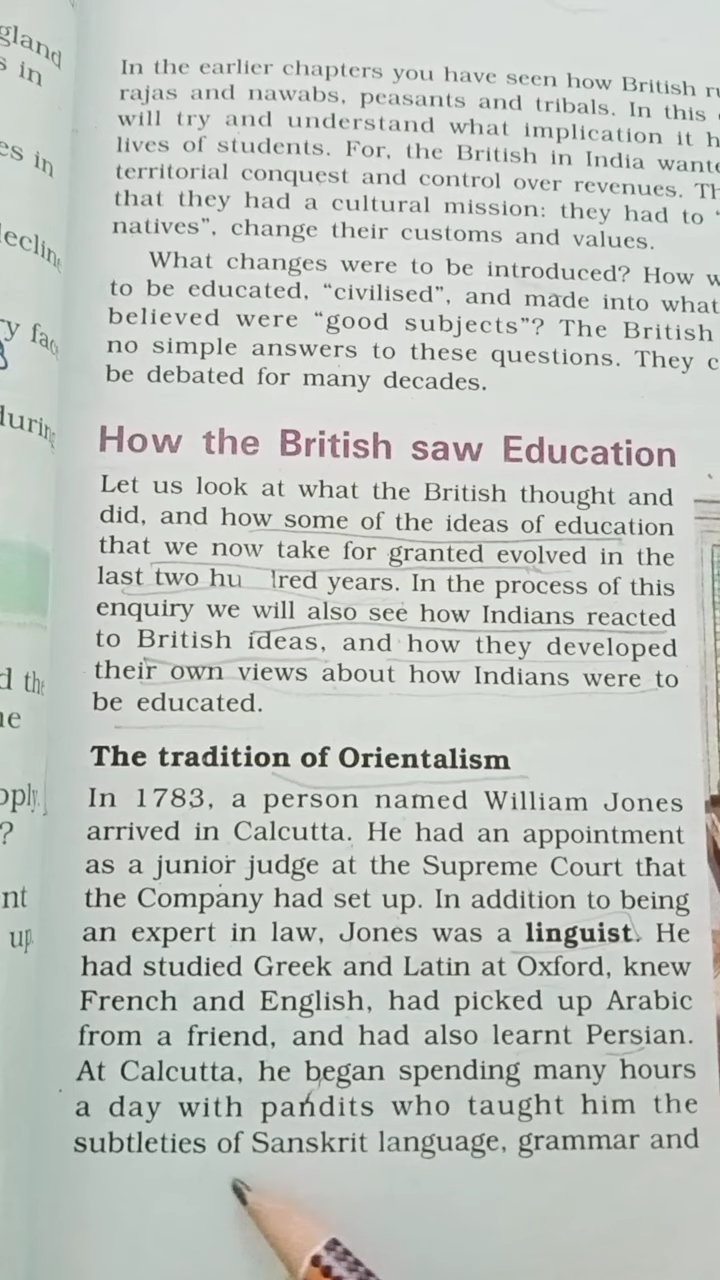 gland
s in
es in
decline
ry fac
durin
d the
ne
pply.
?
nt
up
In the earlier chapters you have seen how British ru
rajas and nawabs, peasants and tribals. In this
will try and understand what implication it h
lives of students. For, the British in India wante
territorial conquest and control over revenues. Th
that they had a cultural mission: they had to "
natives", change their customs and values.
What changes were to be introduced? How w
to be educated, "civilised", and made into what
believed were "good subjects"? The British
no simple answers to these questions. They c
be debated for many decades.
How the British saw Education
Let us look at what the British thought and
did, and how some of the ideas of education
that we now take for granted evolved in the
last two hu lred years. In the process of this
enquiry we will also see how Indians reacted
to British ideas, and how they developed
their own views about how Indians were to
be educated.
The tradition of Orientalism
In 1783, a person named William Jones
arrived in Calcutta. He had an appointment
as a junior judge at the Supreme Court that
the Company had set up. In addition to being
an expert in law, Jones was a linguist. He
had studied Greek and Latin at Oxford, knew
French and English, had picked up Arabic
from a friend, and had also learnt Persian.
At Calcutta, he began spending many hours
a day with pandits who taught him the
subtleties of Sanskrit language, grammar and